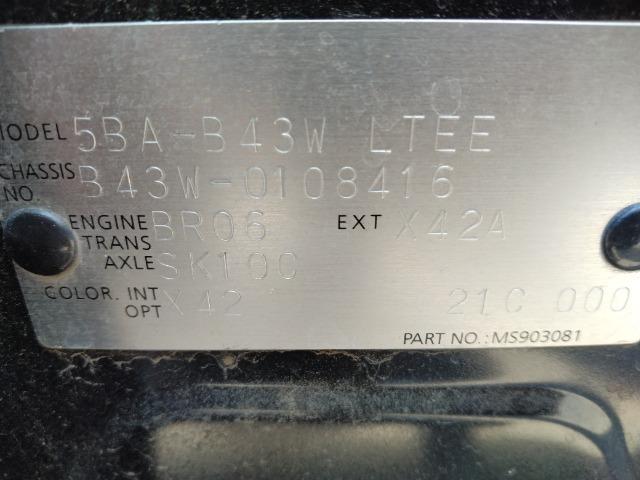 MODEL 5BA-B43W LTEE
CHASSIS NO. B43W-0108416
ENGINE BR06 EXT X42A
TRANS AXLE SK10C
COLOR. INT X42 21C 000
OPT
PART NO.: MS903081